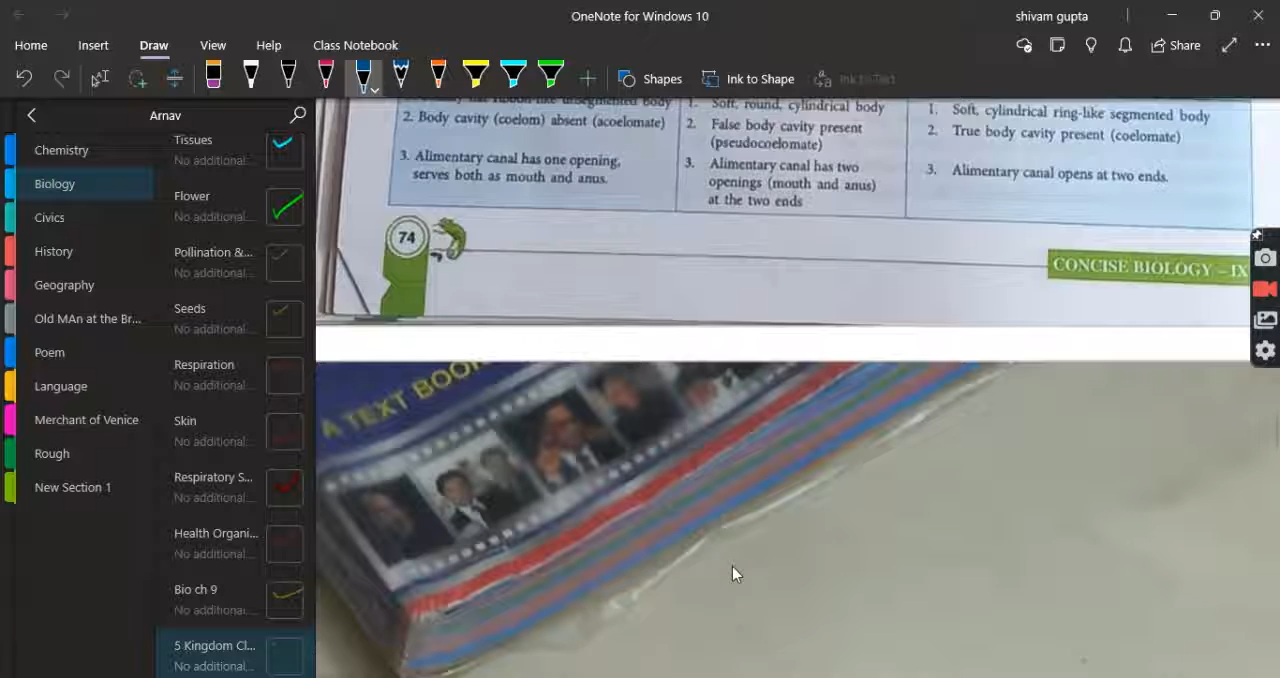 OneNote for Windows 10
shivam gupta
Home Insert Draw View Help Class Notebook
Share
Shapes
Ink to Shape
Ink to Text
Arnav
Chemistry
Biology
Civics
History
Geography
Old MAn at the Br...
Poem
Language
Merchant of Venice
Rough
New Section 1
Tissues
No additional...
Flower
No additional...
Pollination &...
No additional...
Seeds
No additional...
Respiration
No additional...
Skin
No additional...
Respiratory S...
No additional...
Health Organi...
No additional...
Bio ch 9
No additional...
5 Kingdom Cl...
No additional...
unsegmented body
2. Body cavity (coelom) absent (acoelomate)
3. Alimentary canal has one opening,
serves both as mouth and anus.
1. Soft, round, cylindrical body
2. False body cavity present
(pseudocoelomate)
3. Alimentary canal has two
openings (mouth and anus)
at the two ends
1. Soft, cylindrical ring-like segmented body
2. True body cavity present (coelomate)
3. Alimentary canal opens at two ends.
74
CONCISE BIOLOGY – IX
A TEXT BOOK